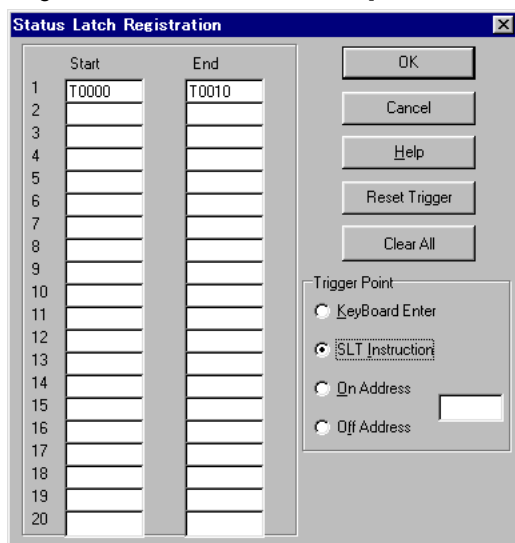 Status Latch Registration
Start End
1 T0000 T0010
2
3
4
5
6
7
8
9
10
11
12
13
14
15
16
17
18
19
20
OK
Cancel
Help
Reset Trigger
Clear All
Trigger Point
KeyBoard Enter
SLT Instruction
On Address
Off Address